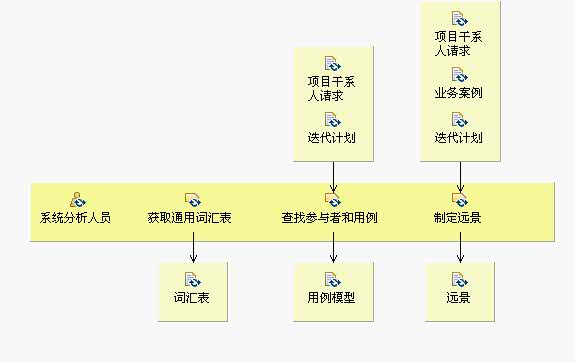 项目干系
人请求
业务案例
迭代计划
项目干系
人请求
迭代计划
系统分析人员
获取通用词汇表
查找参与者和用例
制定远景
词汇表
用例模型
远景